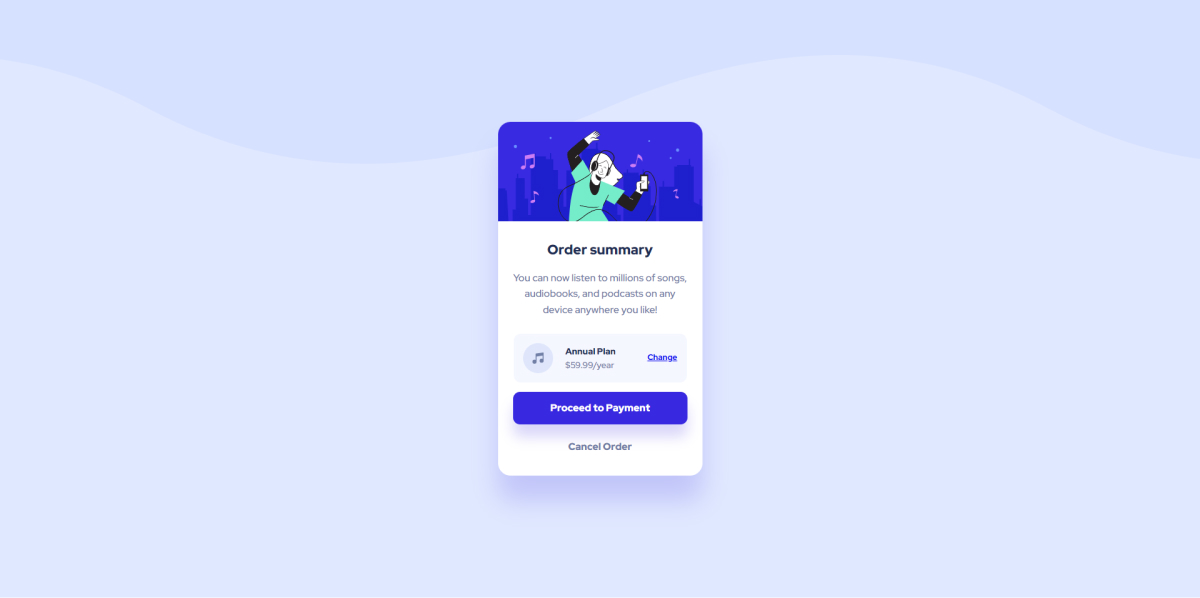 Order summary
You can now listen to millions of songs,
audiobooks, and podcasts on any
device anywhere you like!
Annual Plan
$59.99/year
Change
Proceed to Payment
Cancel Order